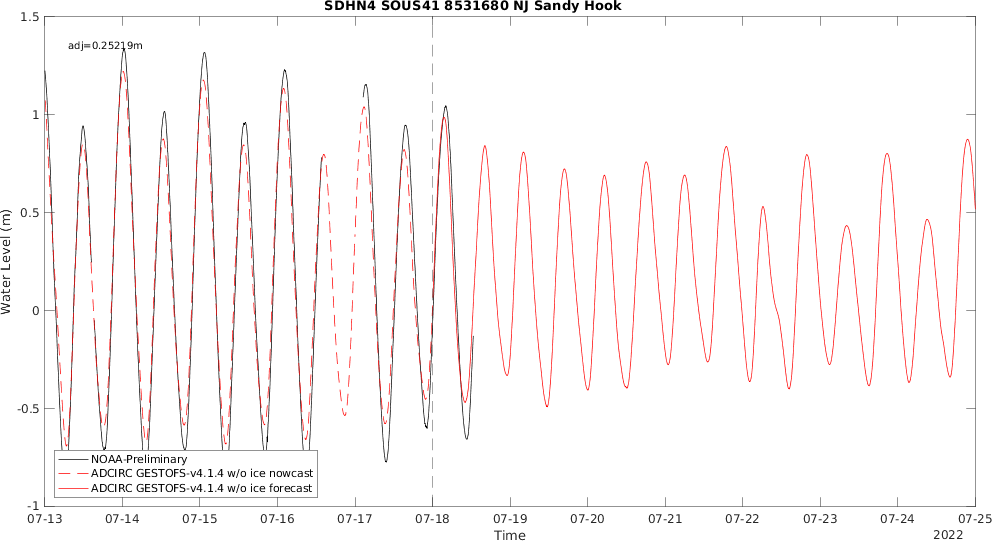 SDHN4 SOUS41 8531680 NJ Sandy Hook
1.5
adj=0.25219m
1
0.5
Water Level (m)
0
-0.5
NOAA-Preliminary
ADCIRC GESTOFS-v4.1.4 w/o ice nowcast
ADCIRC GESTOFS-v4.1.4 w/o ice forecast
-1
07-13 07-14 07-15 07-16 07-17 07-18 07-19 07-20 07-21 07-22 07-23 07-24 07-25
Time
2022